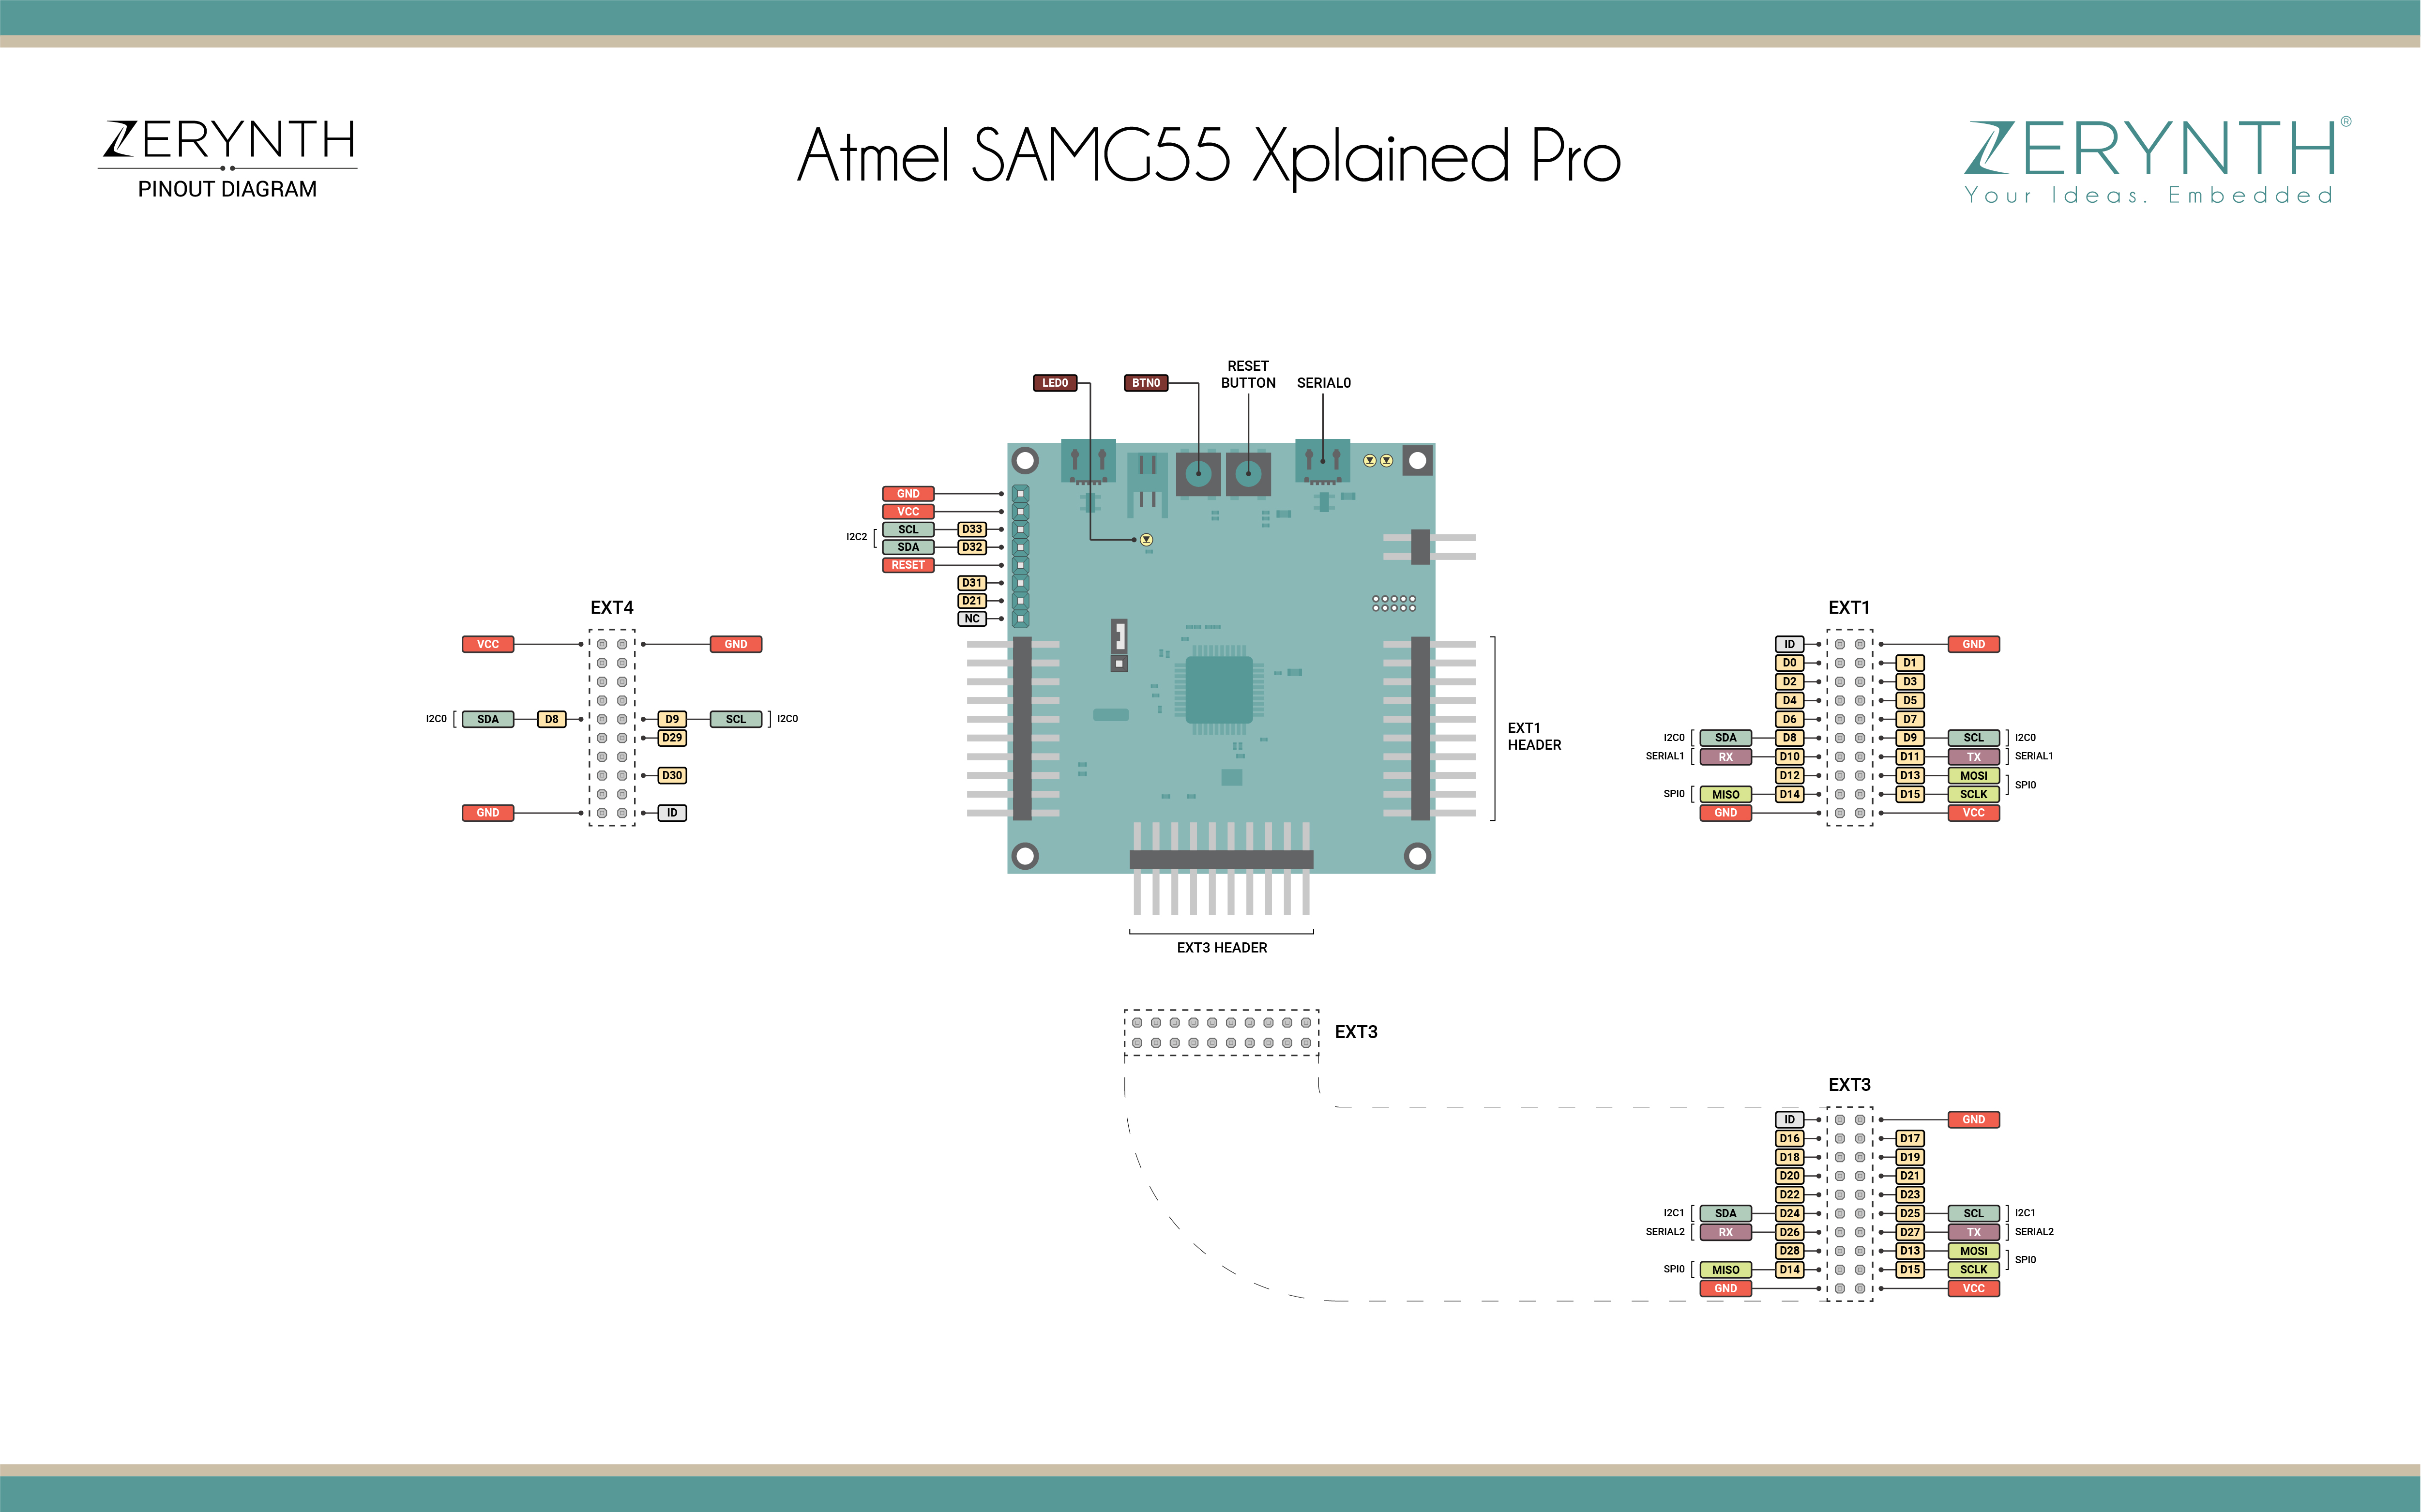 ZERYNTH
PINOUT DIAGRAM
Atmel SAMG55 Xplained Pro
ZERYNTH®
Your Ideas. Embedded
LED0
BTN0
RESET
BUTTON
SERIAL0
GND
VCC
I2C2 SCL D33
SDA D32
RESET
D31
D21
NC
EXT4
VCC GND
I2C0 SDA D8 D9 SCL I2C0
D29
D30
GND ID
EXT1
HEADER
EXT3 HEADER
EXT1
ID GND
D0 D1
D2 D3
D4 D5
D6 D7
I2C0 SDA D8 D9 SCL I2C0
SERIAL1 RX D10 D11 TX SERIAL1
D12 D13 MOSI
SPI0
SPI0 MISO D14 D15 SCLK
GND VCC
EXT3
EXT3
ID GND
D16 D17
D18 D19
D20 D21
D22 D23
I2C1 SDA D24 D25 SCL I2C1
SERIAL2 RX D26 D27 TX SERIAL2
D28 D13 MOSI
SPI0
SPI0 MISO D14 D15 SCLK
GND VCC